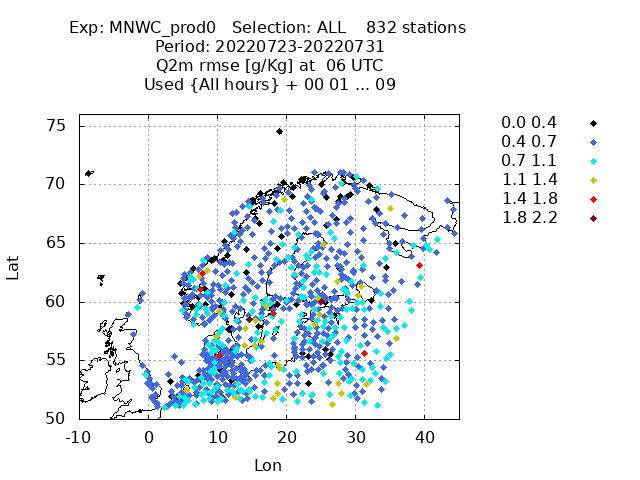 Exp: MNWC_prod0   Selection: ALL    832 stations
Period: 20220723-20220731
Q2m rmse [g/Kg] at  06 UTC
Used {All hours} + 00 01 ... 09
0.0 0.4
0.4 0.7
0.7 1.1
1.1 1.4
1.4 1.8
1.8 2.2
75
70
65
60
55
50
Lat
-10 0 10 20 30 40
Lon